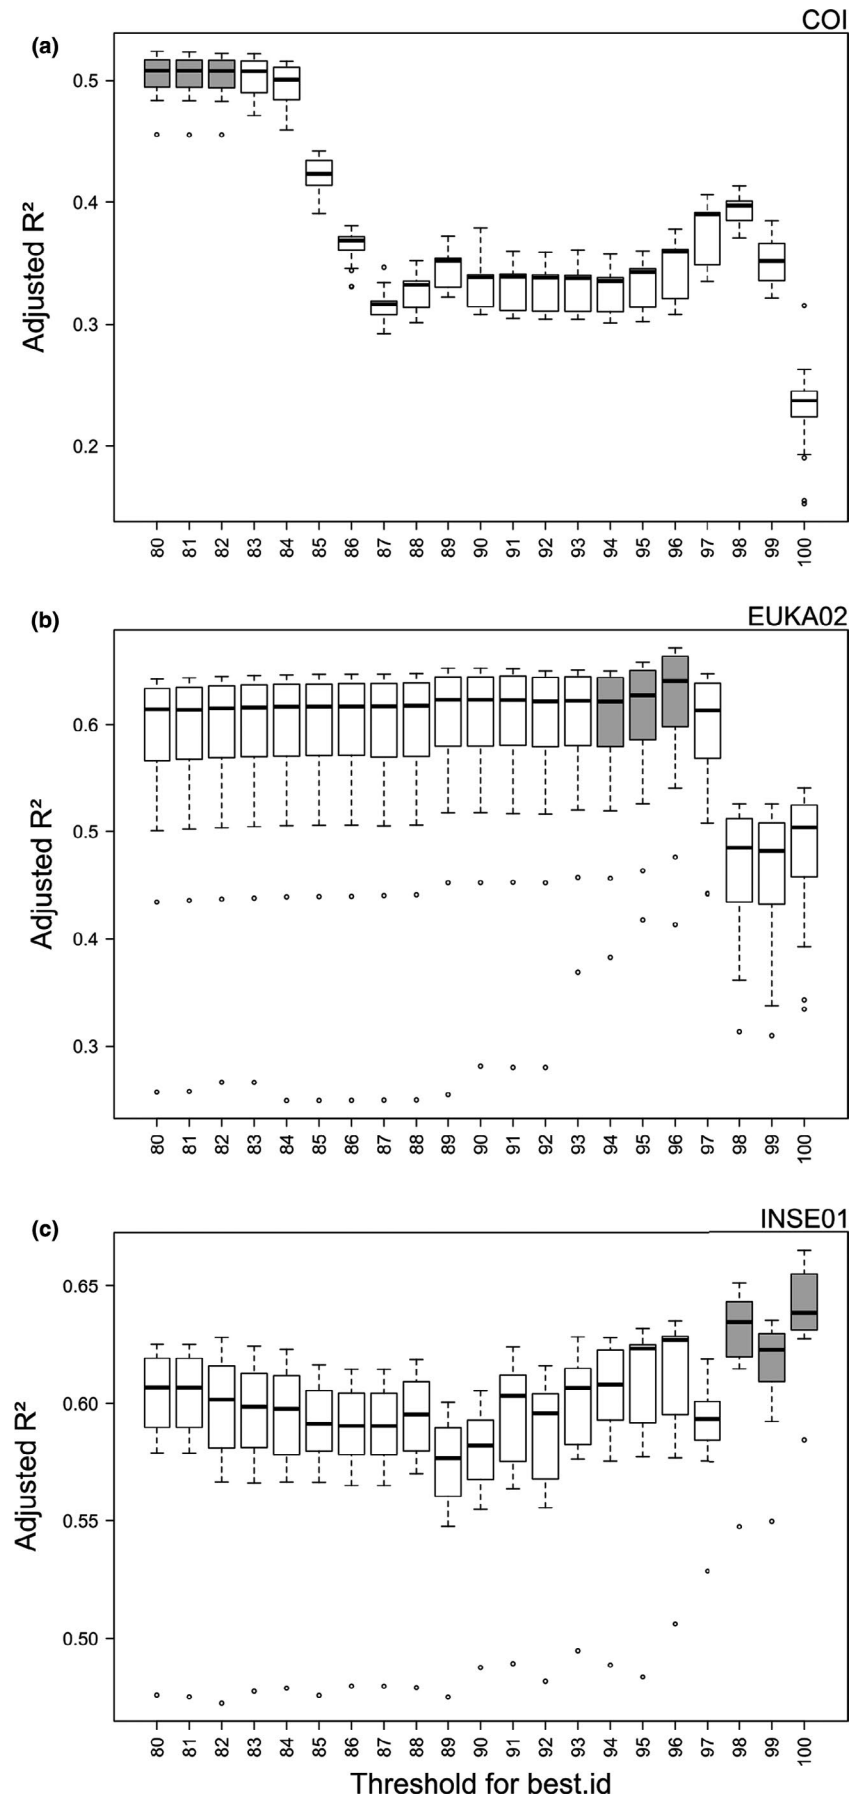 COI
(a)
Adjusted R²
0.5
0.4
0.3
0.2
80 81 82 83 84 85 86 87 88 89 90 91 92 93 94 95 96 97 98 99 100
EUKA02
(b)
Adjusted R²
0.6
0.5
0.4
0.3
80 81 82 83 84 85 86 87 88 89 90 91 92 93 94 95 96 97 98 99 100
INSE01
(c)
Adjusted R²
0.65
0.60
0.55
0.50
80 81 82 83 84 85 86 87 88 89 90 91 92 93 94 95 96 97 98 99 100
Threshold for best.id